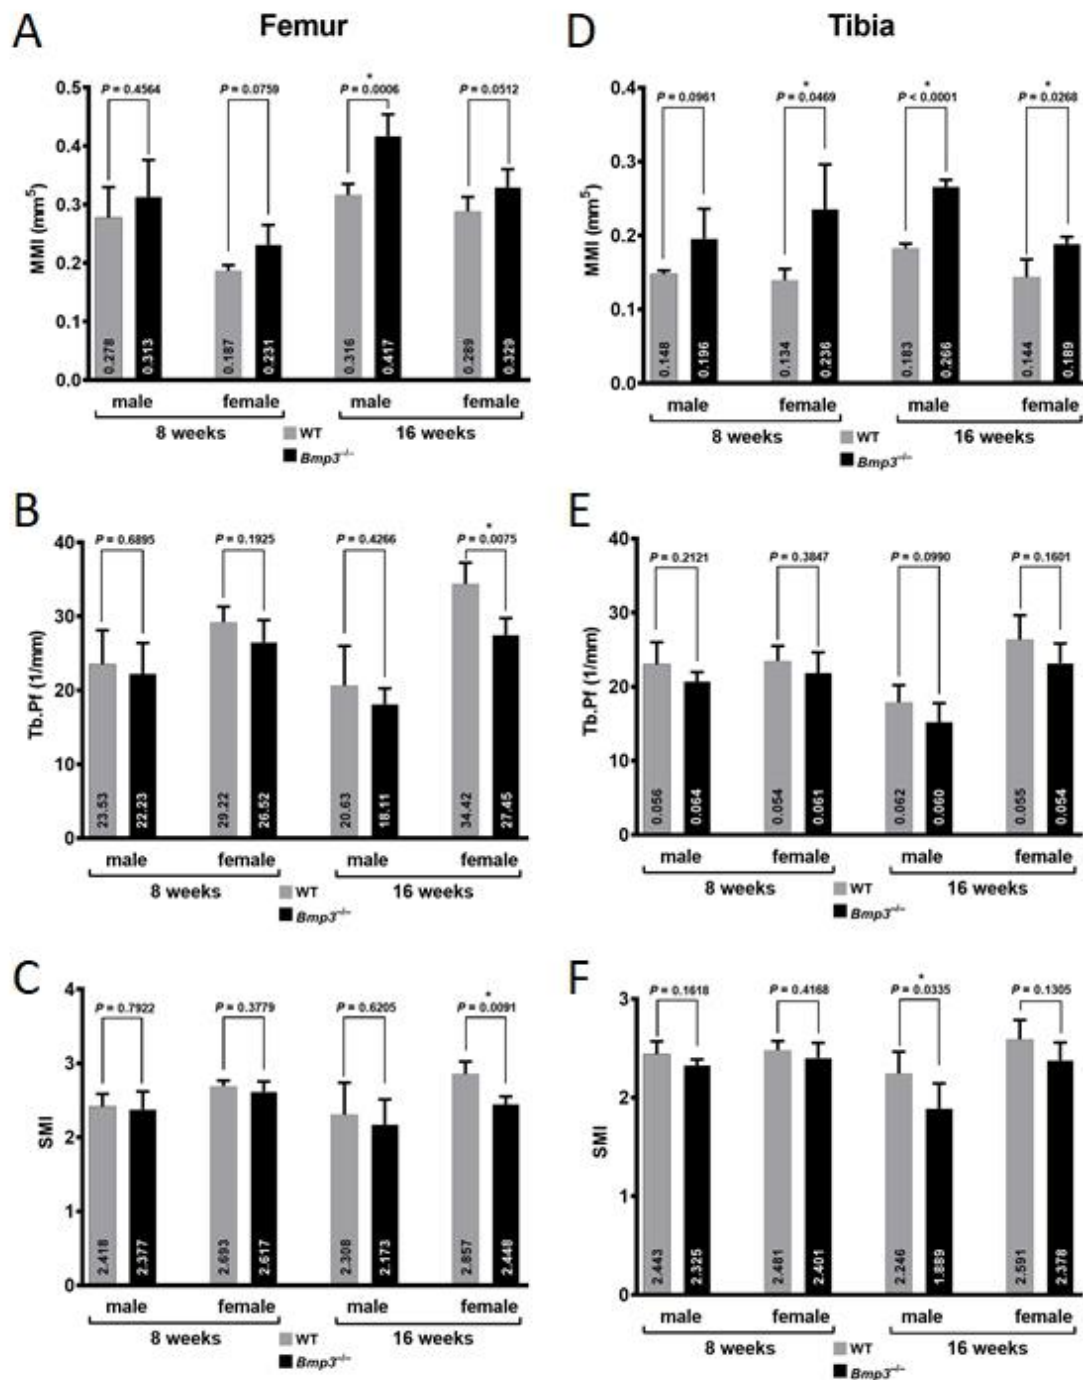 A
Femur
P = 0.4564
P = 0.0759
*
P = 0.0006
P = 0.0512
MMI (mm⁵)
0.5
0.4
0.3
0.2
0.1
0.0
0.278
0.313
0.187
0.231
0.316
0.417
0.289
0.329
male
female
male
female
8 weeks
16 weeks
WT
Bmp3⁻/⁻
D
Tibia
P = 0.0961
*
P = 0.0469
*
P < 0.0001
*
P = 0.0268
MMI (mm⁵)
0.4
0.3
0.2
0.1
0.0
0.148
0.196
0.134
0.236
0.183
0.266
0.144
0.189
male
female
male
female
8 weeks
16 weeks
WT
Bmp3⁻/⁻
B
P = 0.6895
P = 0.1925
P = 0.4266
*
P = 0.0075
Tb.Pf (1/mm)
40
30
20
10
0
23.53
22.23
29.22
26.52
20.63
18.11
34.42
27.45
male
female
male
female
8 weeks
16 weeks
WT
Bmp3⁻/⁻
E
P = 0.2121
P = 0.3847
P = 0.0990
P = 0.1601
Tb.Pf (1/mm)
40
30
20
10
0
0.056
0.064
0.054
0.061
0.062
0.060
0.055
0.054
male
female
male
female
8 weeks
16 weeks
WT
Bmp3⁻/⁻
C
P = 0.7922
P = 0.3779
P = 0.6205
*
P = 0.0091
SMI
4
3
2
1
0
2.418
2.377
2.693
2.617
2.308
2.173
2.857
2.448
male
female
male
female
8 weeks
16 weeks
WT
Bmp3⁻/⁻
F
P = 0.1618
P = 0.4168
*
P = 0.0335
P = 0.1305
SMI
3
2
1
0
2.443
2.325
2.481
2.401
2.246
1.889
2.591
2.378
male
female
male
female
8 weeks
16 weeks
WT
Bmp3⁻/⁻